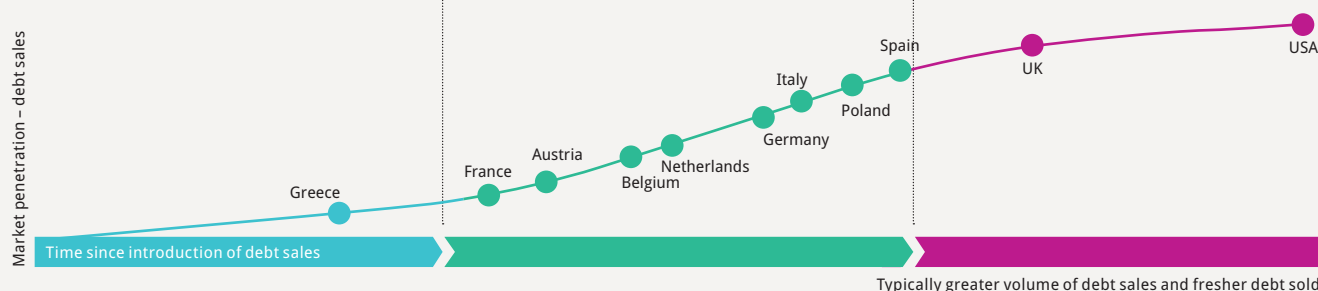 Market penetration – debt sales
Greece
France
Austria
Belgium
Netherlands
Germany
Italy
Poland
Spain
UK
USA
Time since introduction of debt sales
Typically greater volume of debt sales and fresher debt sold